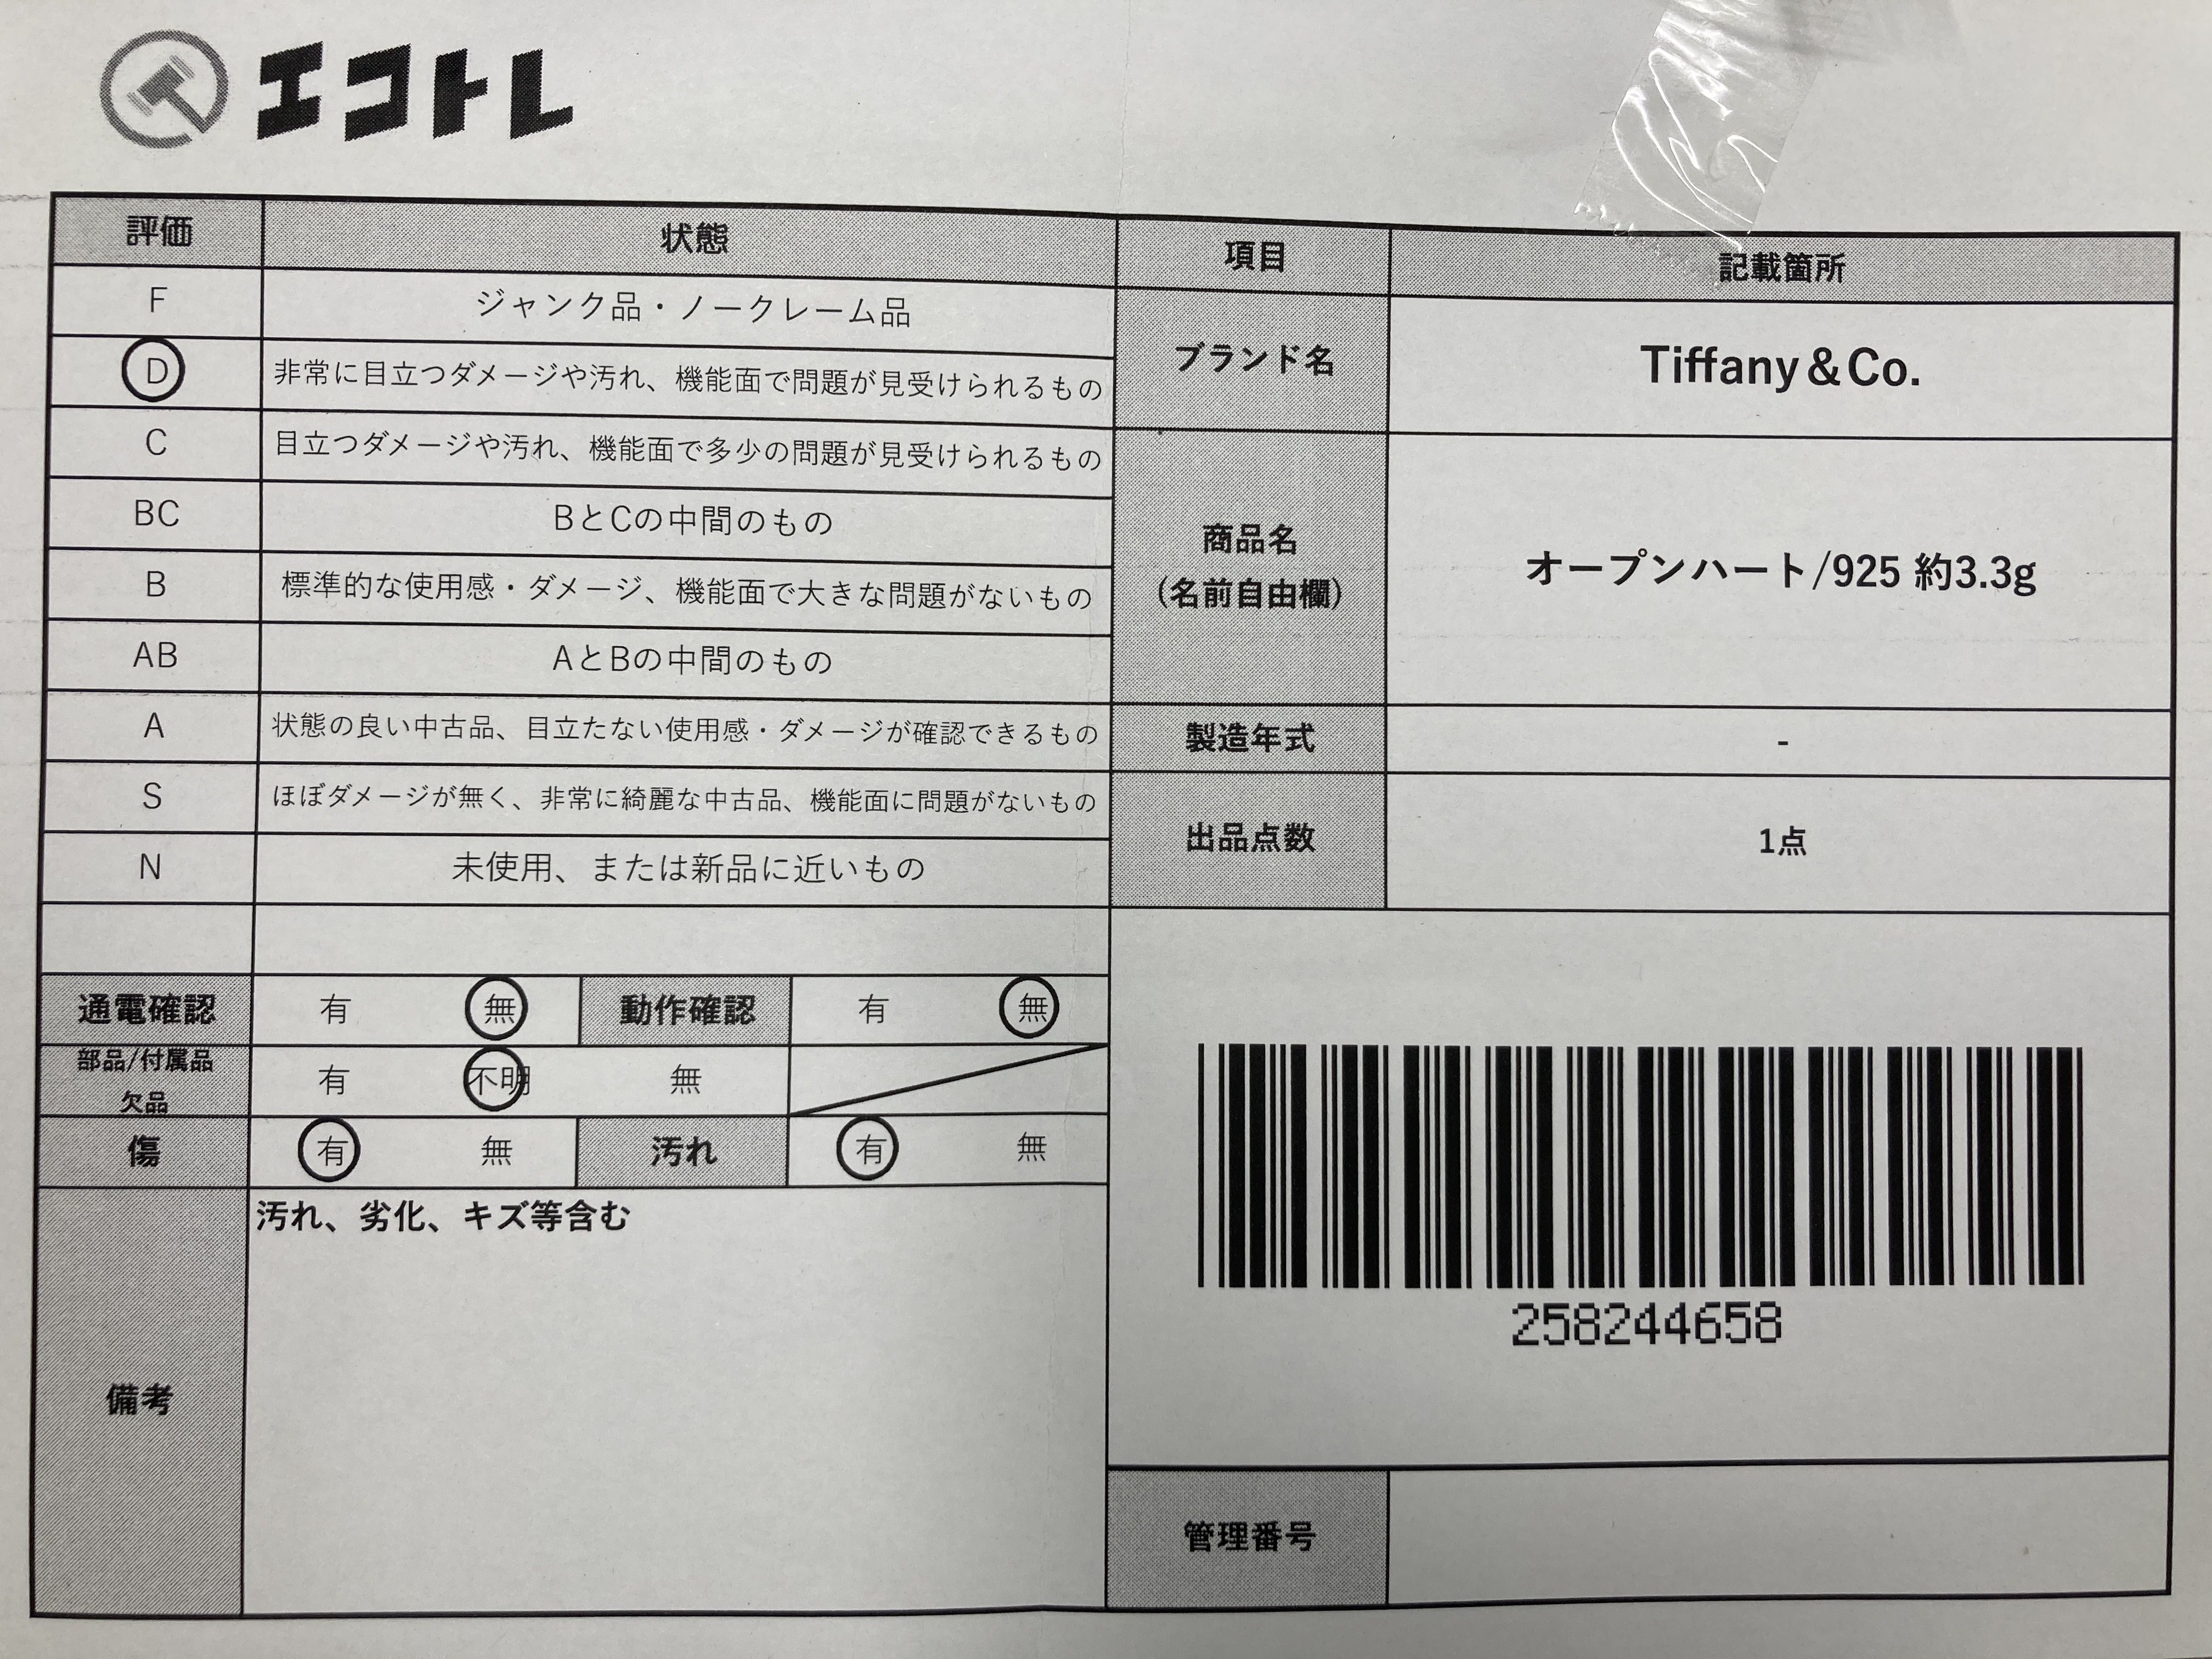 エコトレ
評価 状態
F ジャンク品・ノークレーム品
D 非常に目立つダメージや汚れ、機能面で問題が見受けられるもの
C 目立つダメージや汚れ、機能面で多少の問題が見受けられるもの
BC BとCの中間のもの
B 標準的な使用感・ダメージ、機能面で大きな問題がないもの
AB AとBの中間のもの
A 状態の良い中古品、目立たない使用感・ダメージが確認できるもの
S ほぼダメージが無く、非常に綺麗な中古品、機能面に問題がないもの
N 未使用、または新品に近いもの
通電確認 有 無 動作確認 有 無
部品/付属品
欠品 有 不明 無
傷 有 無 汚れ 有 無
備考 汚れ、劣化、キズ等含む
項目 記載箇所
ブランド名 Tiffany&Co.
商品名
(名前自由欄) オープンハート/925 約3.3g
製造年式 -
出品点数 1点
258244658
管理番号